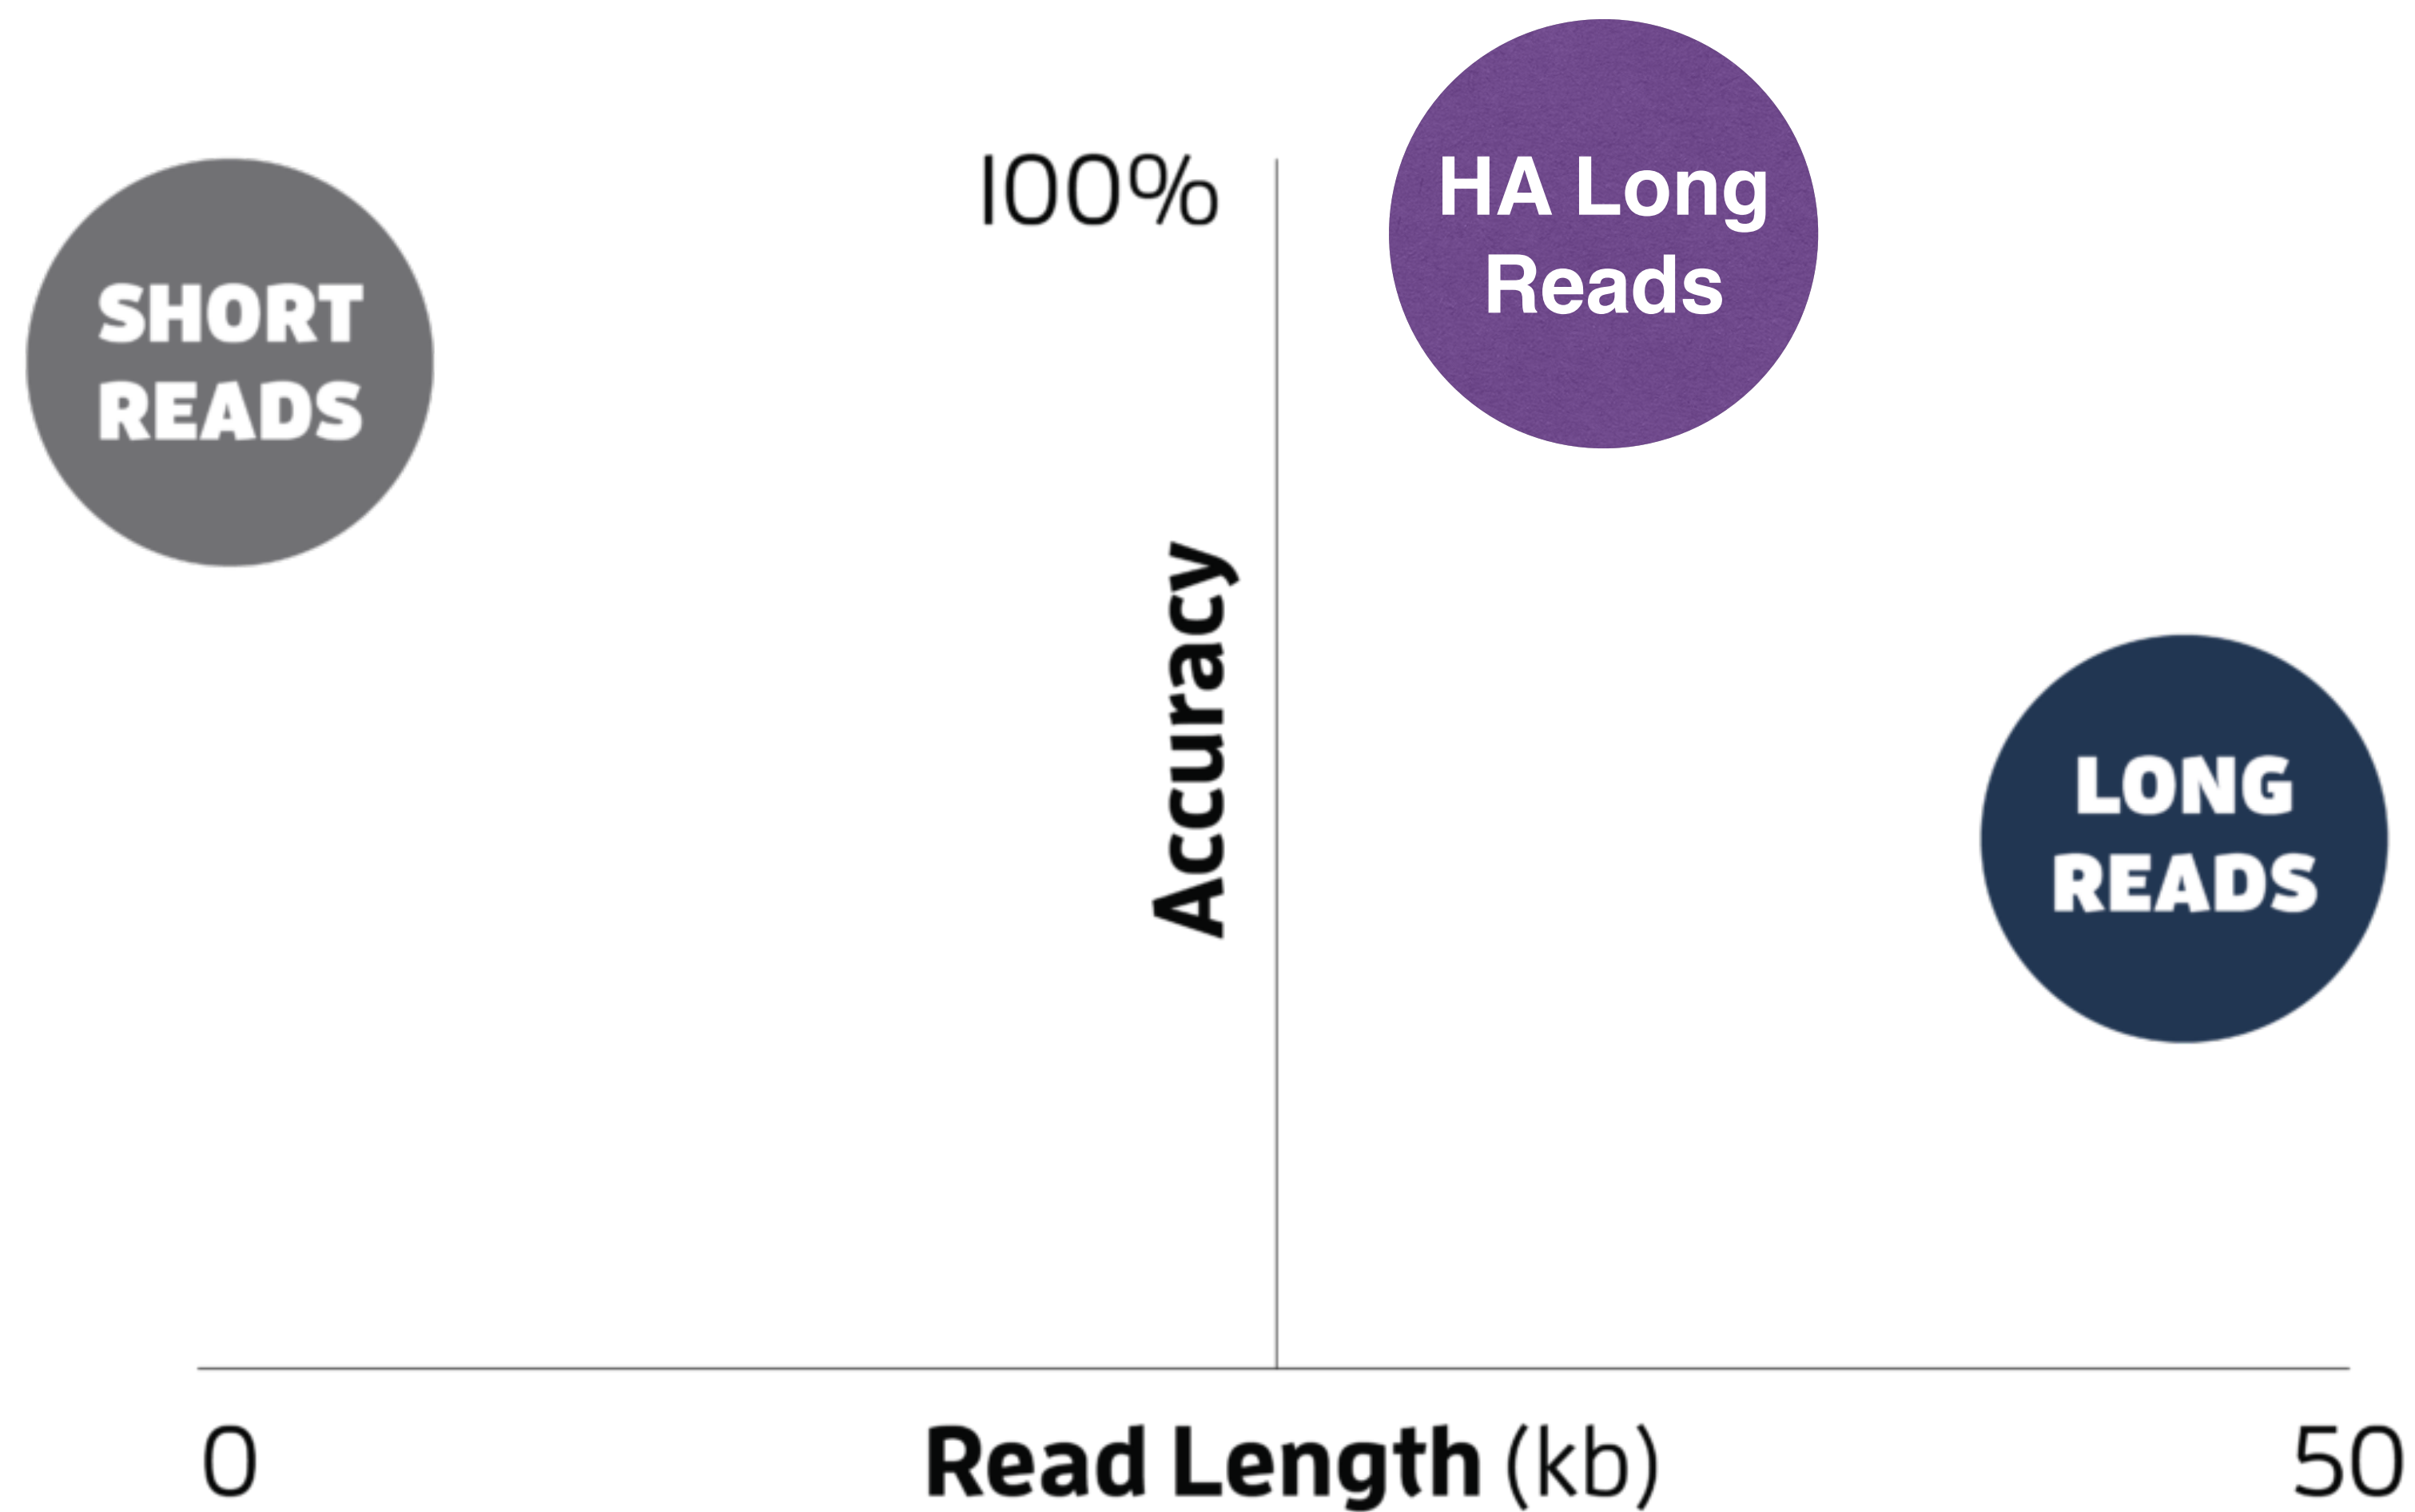 100%
HA Long
Reads
SHORT
READS
Accuracy
LONG
READS
0
Read Length (kb)
50